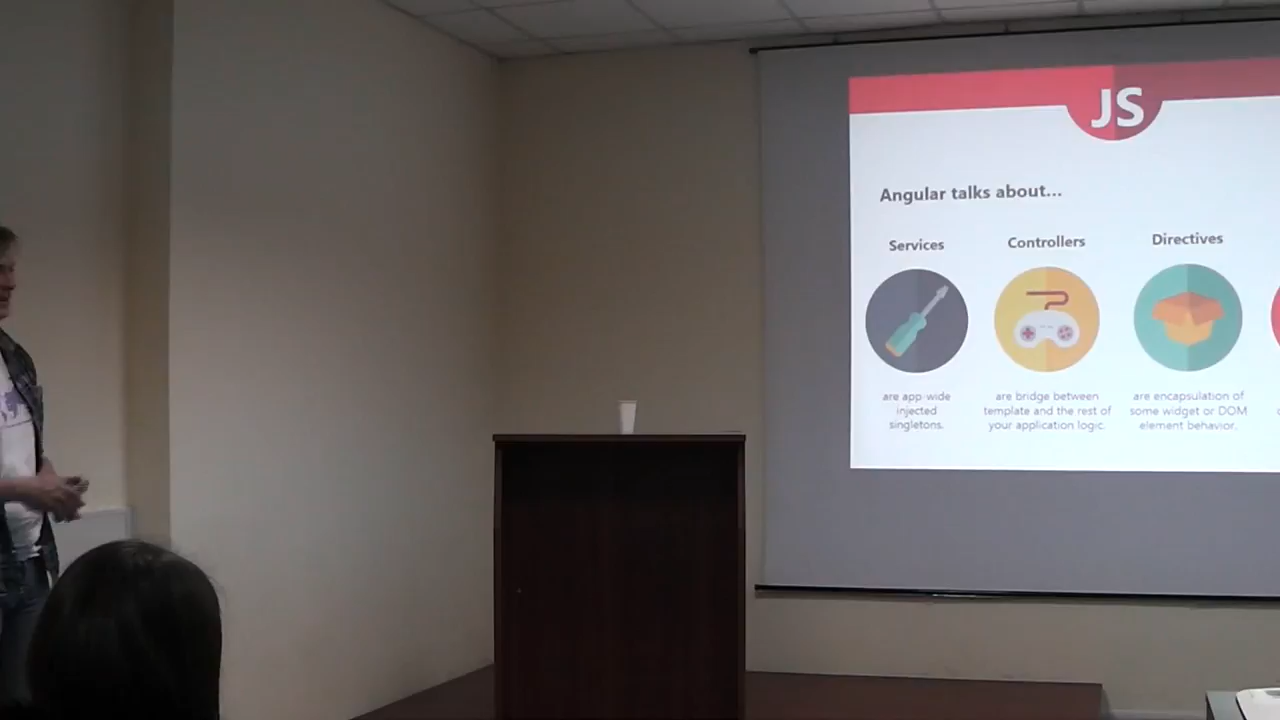 JS
Angular talks about...
Services
Controllers
Directives
are app-wide
injected
singletons.
are bridge between
template and the rest of
your application logic.
are encapsulation of
some widget or DOM
element behavior.